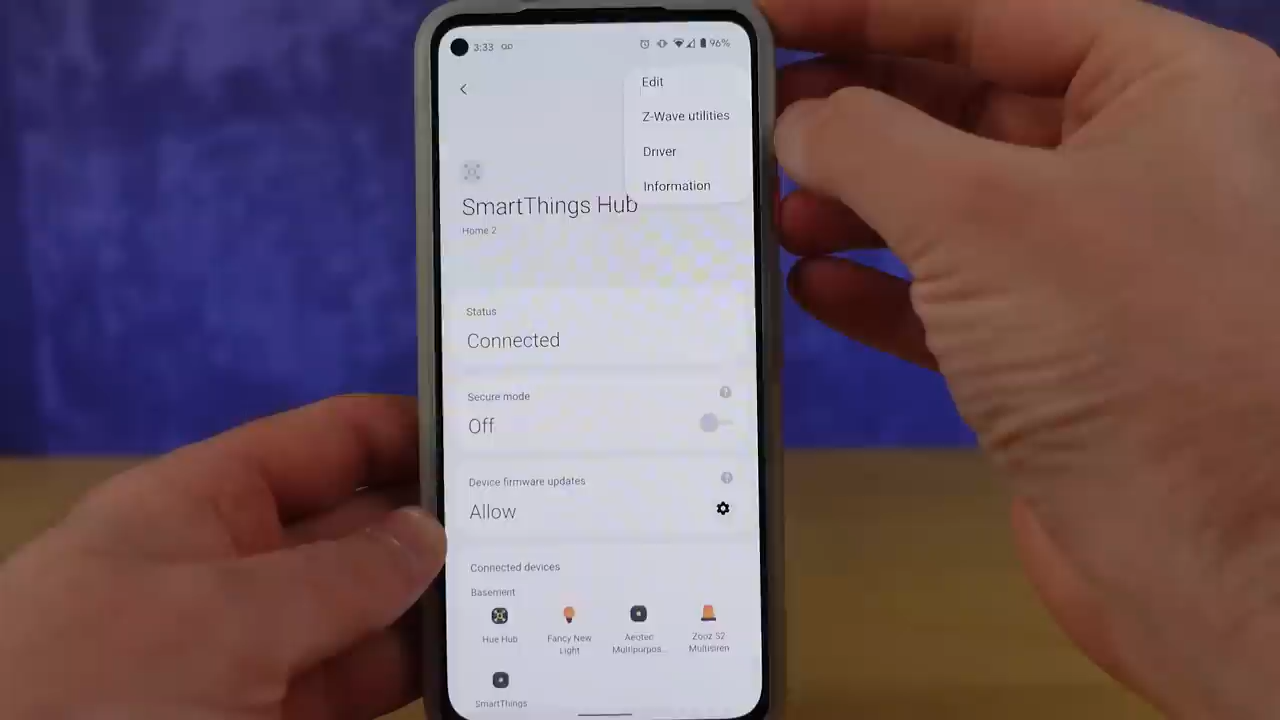 3:33
96%
Edit
Z-Wave utilities
Driver
Information
SmartThings Hub
Home 2
Status
Connected
Secure mode
Off
Device firmware updates
Allow
Connected devices
Basement
Hue Hub
Fancy New
Light
Aeotec
Multipurpos...
Zooz S2
Multisiren
SmartThings